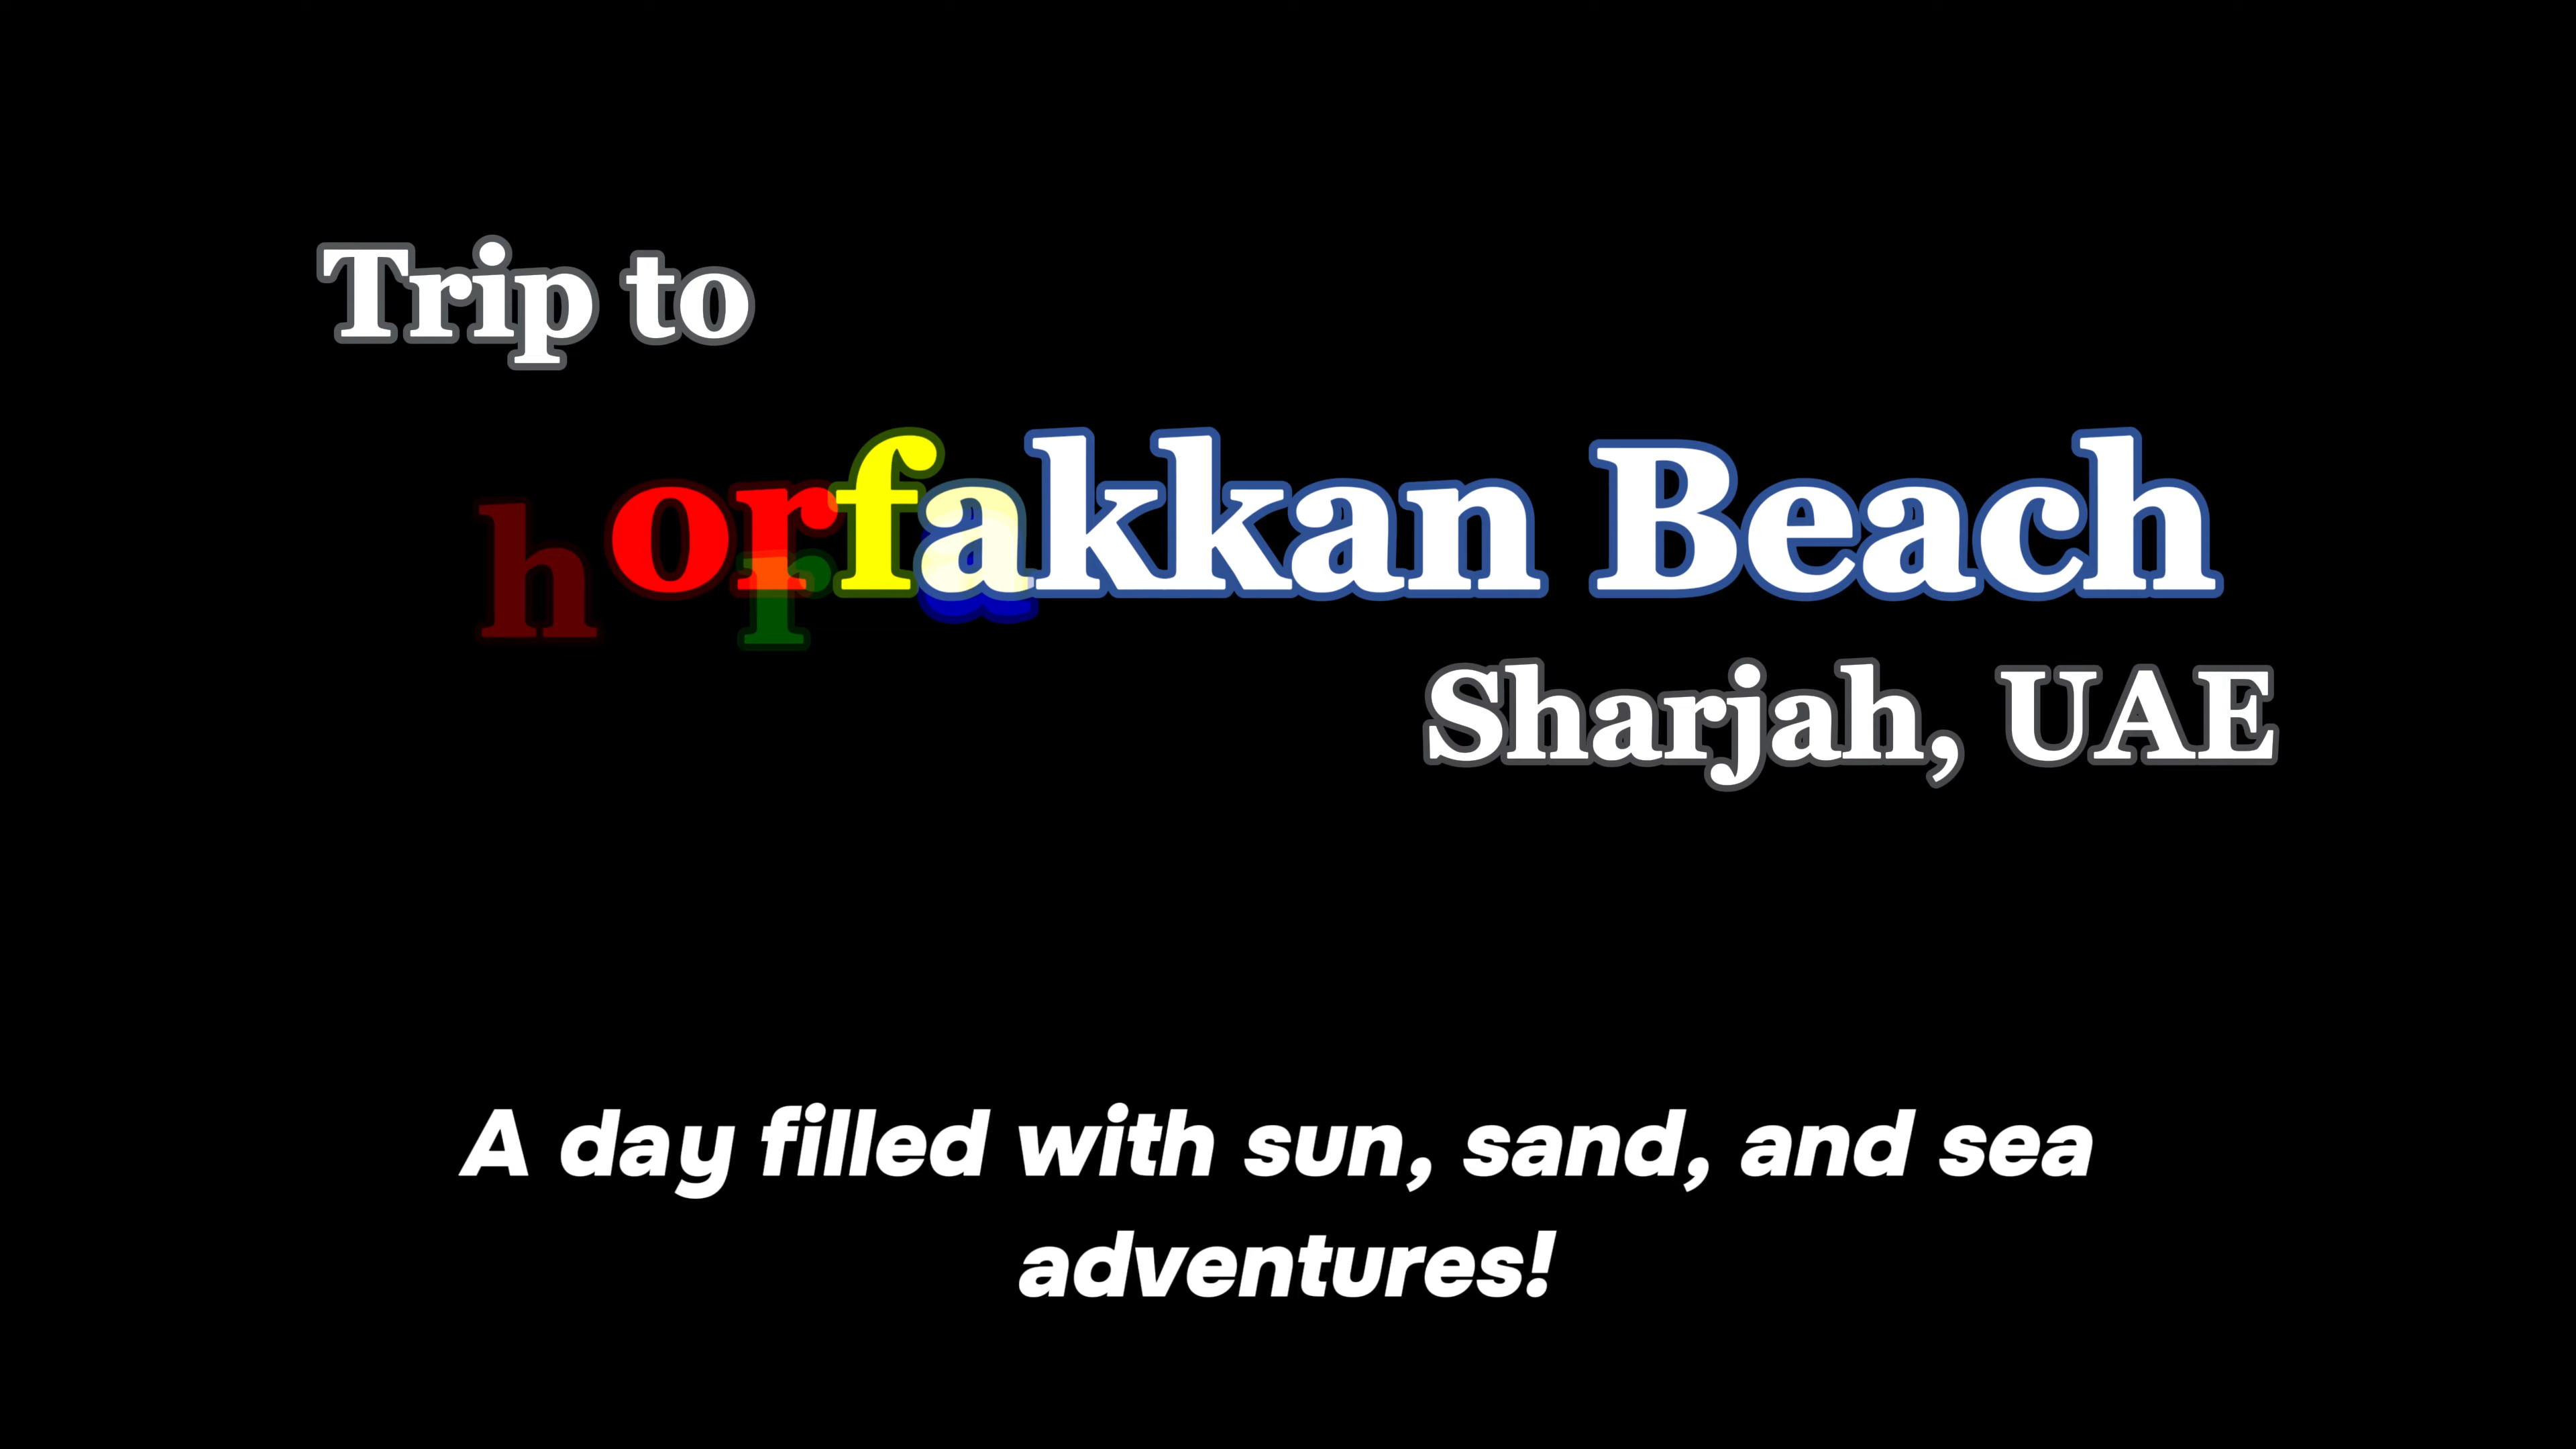 Trip to
horfakkan Beach
Sharjah, UAE
A day filled with sun, sand, and sea
adventures!